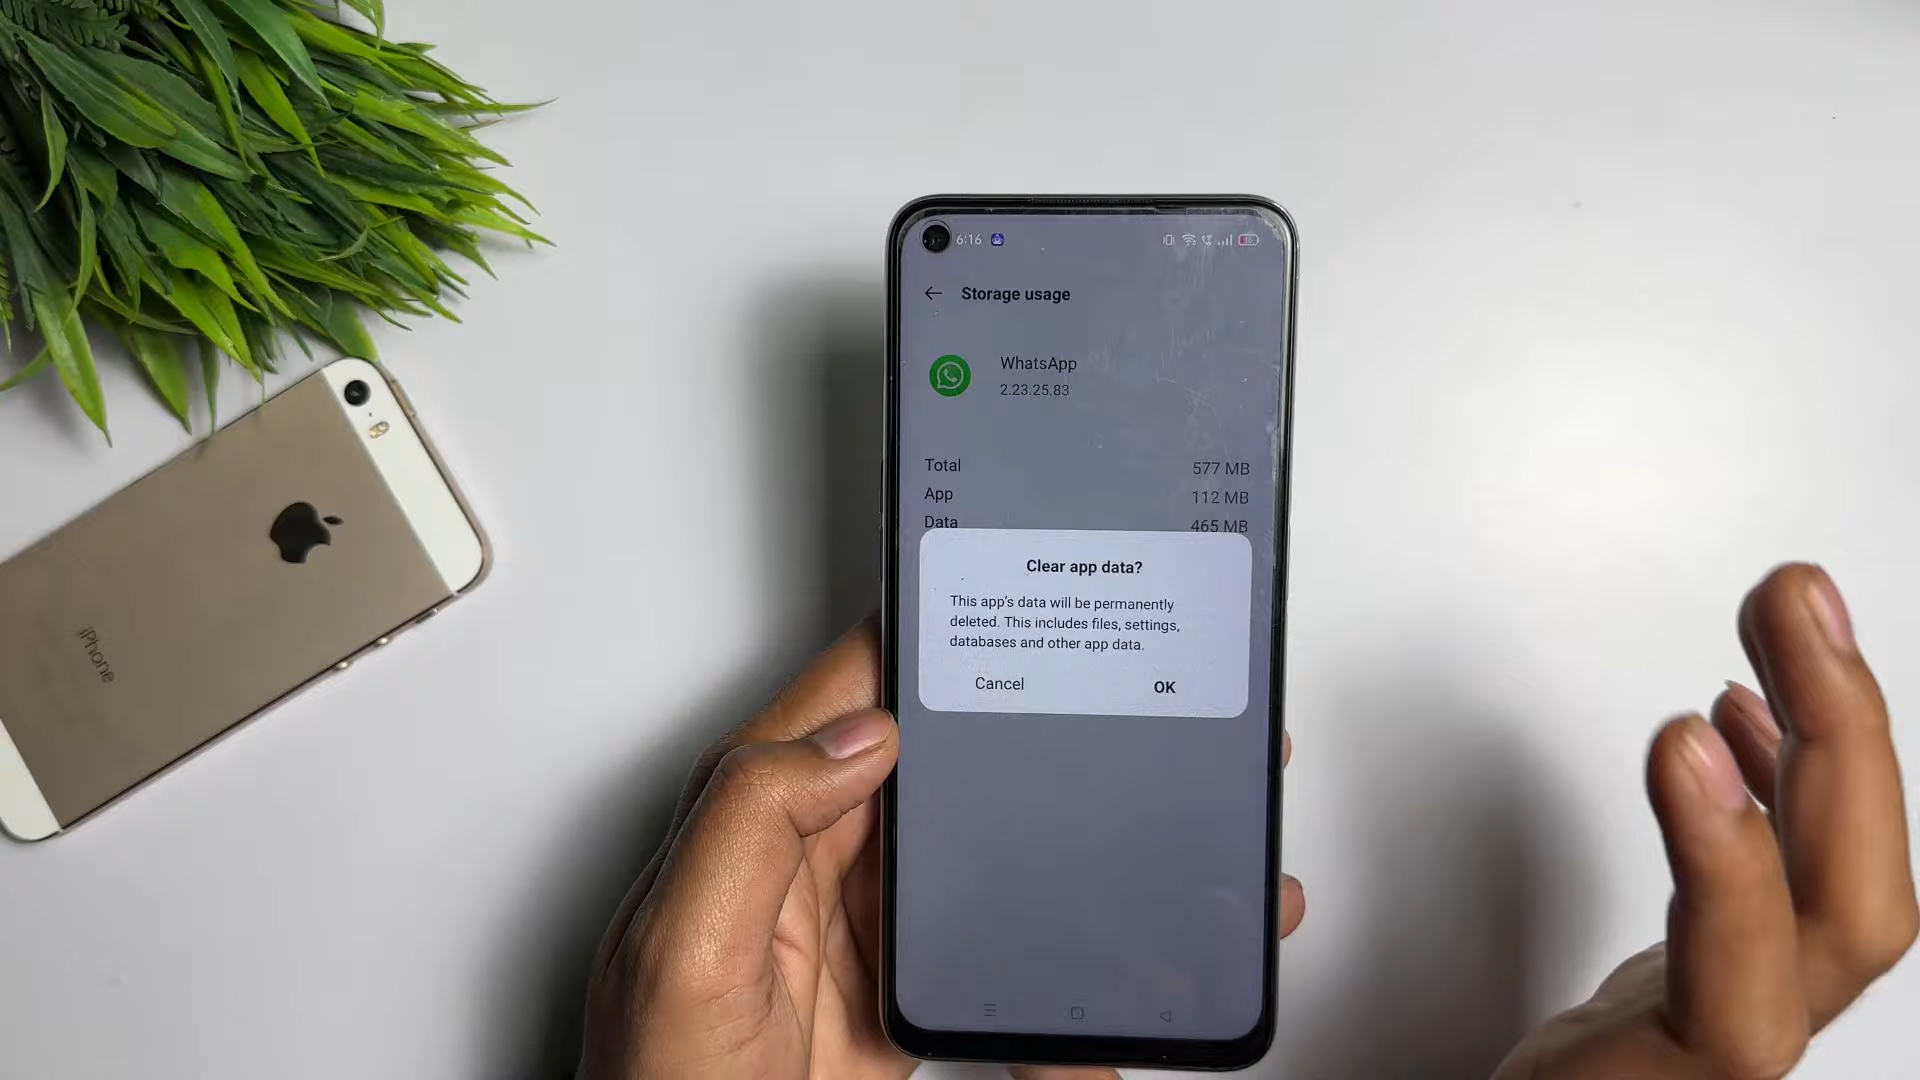 6:16
Storage usage
WhatsApp
2.23.25.83
Total 577 MB
App 112 MB
Data 465 MB
Clear app data?
This app's data will be permanently
deleted. This includes files, settings,
databases and other app data.
Cancel OK
iPhone